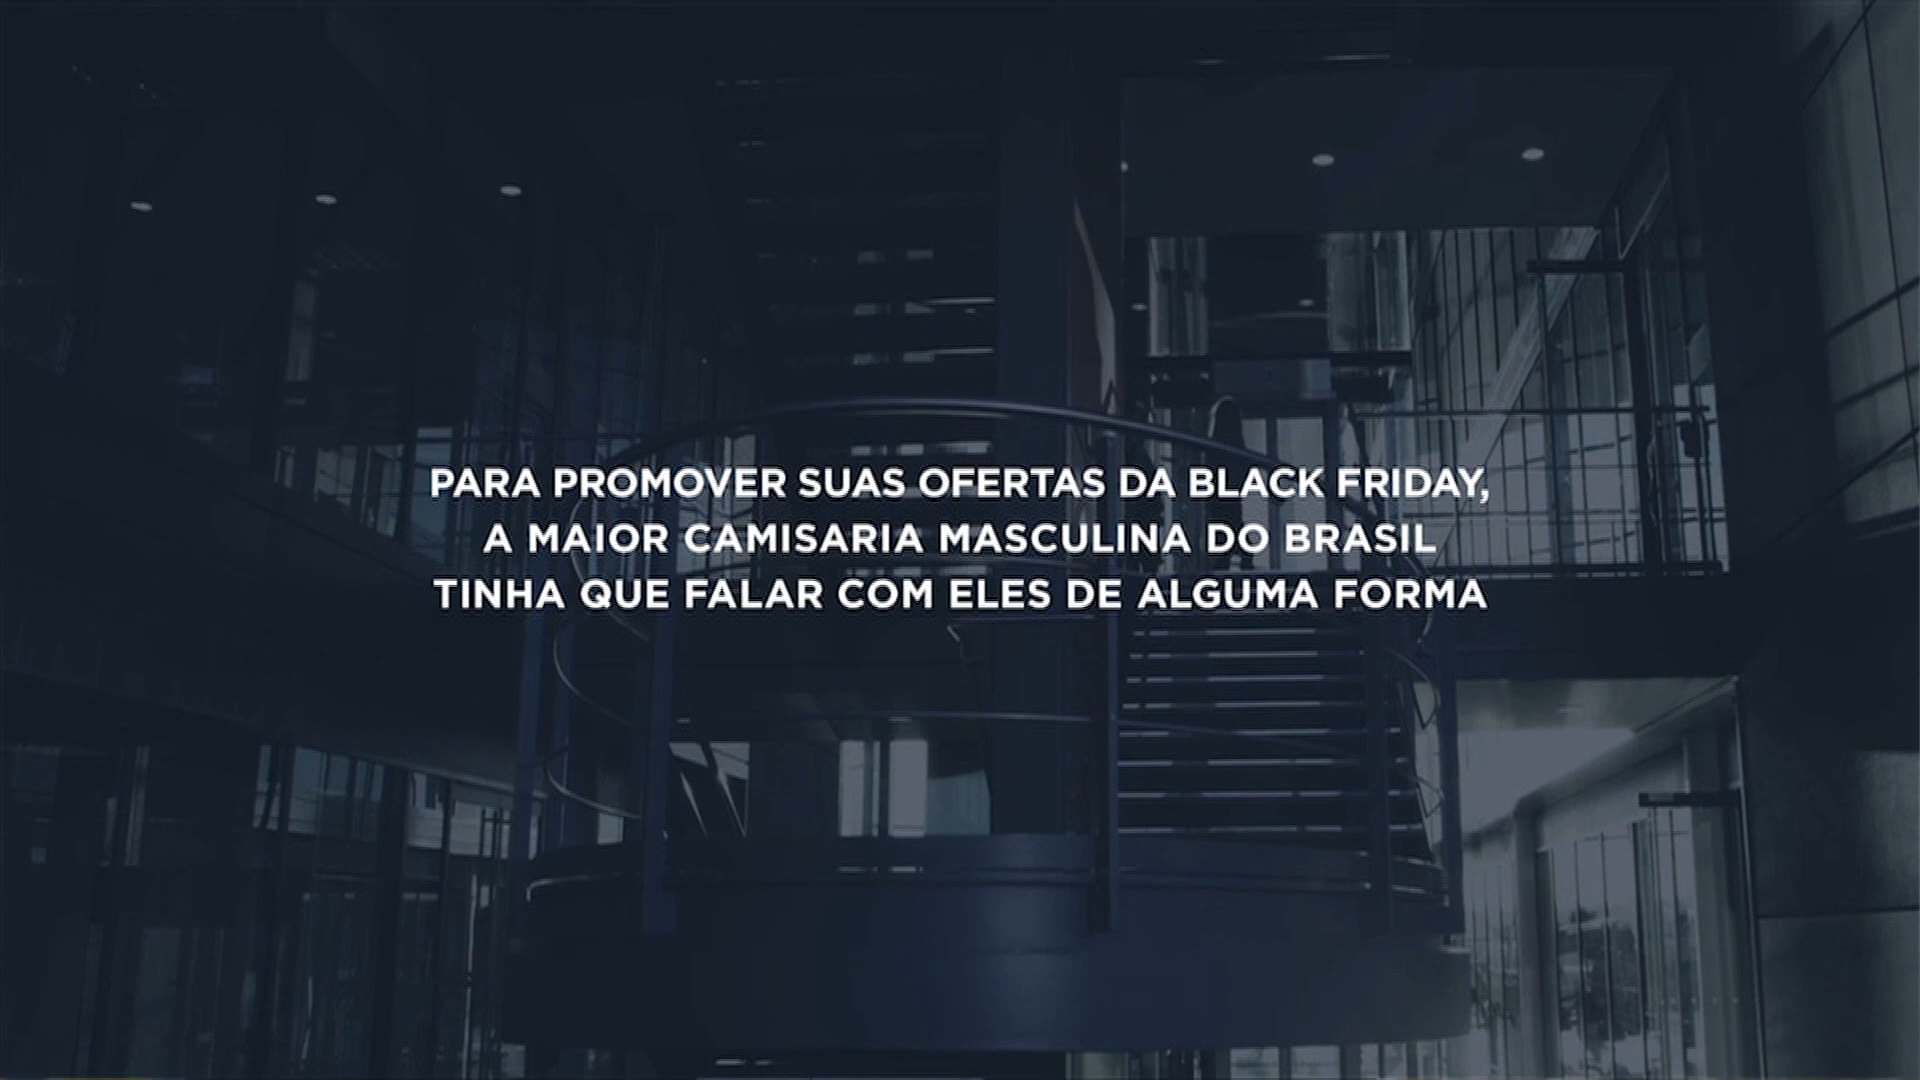 PARA PROMOVER SUAS OFERTAS DA BLACK FRIDAY,
A MAIOR CAMISARIA MASCULINA DO BRASIL
TINHA QUE FALAR COM ELES DE ALGUMA FORMA